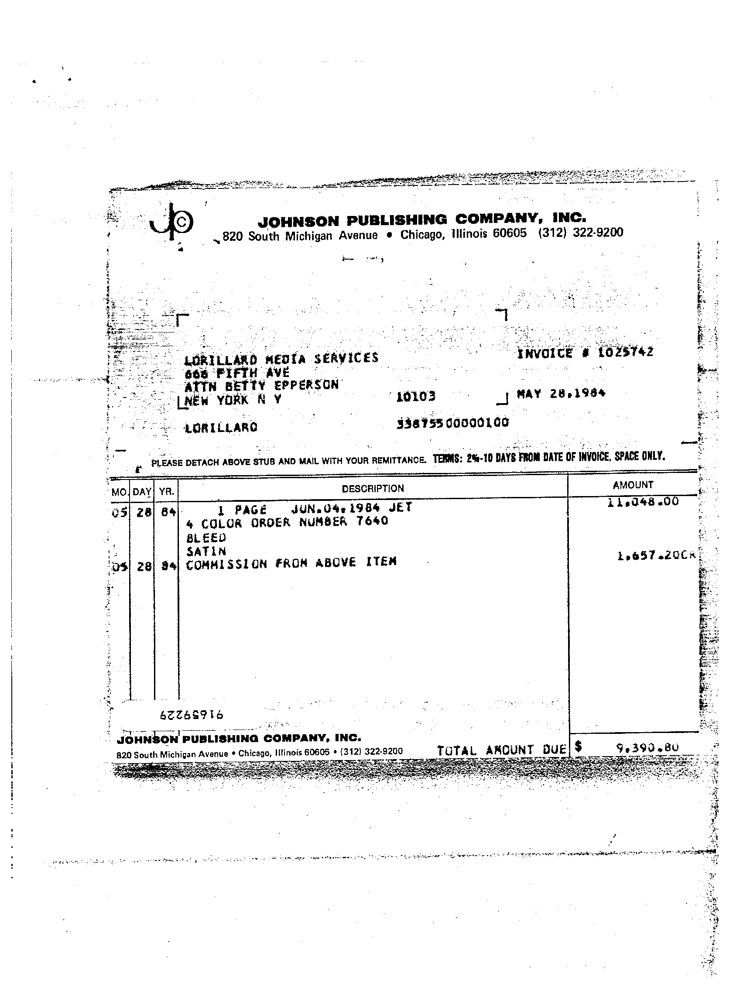 JOHNSON PUBLISHING COMPANY, INC.
820 South Michigan Avenue • Chicago, Illinois 60605 (312) 322-9200
LORILLARD MEDIA SERVICES INVOICE # 1025742
666 FIFTH AVE
ATTN BETTY EPPERSON
NEW YORK N Y 10103 MAY 28,1984
LORILLARD 33875500000100
PLEASE DETACH ABOVE STUB AND MAIL WITH YOUR REMITTANCE. TERMS: 2%-10 DAYS FROM DATE OF INVOICE, SPACE ONLY.
MO. DAY YR. DESCRIPTION AMOUNT
05 28 84 1 PAGE JUN.04,1984 JET 11,048.00
4 COLOR ORDER NUMBER 7640
BLEED
SATIN
05 28 84 COMMISSION FROM ABOVE ITEM 1,657.20CR
91659229
JOHNSON PUBLISHING COMPANY, INC.
820 South Michigan Avenue • Chicago, Illinois 60605 • (312) 322-9200 TOTAL AMOUNT DUE $ 9,390.80